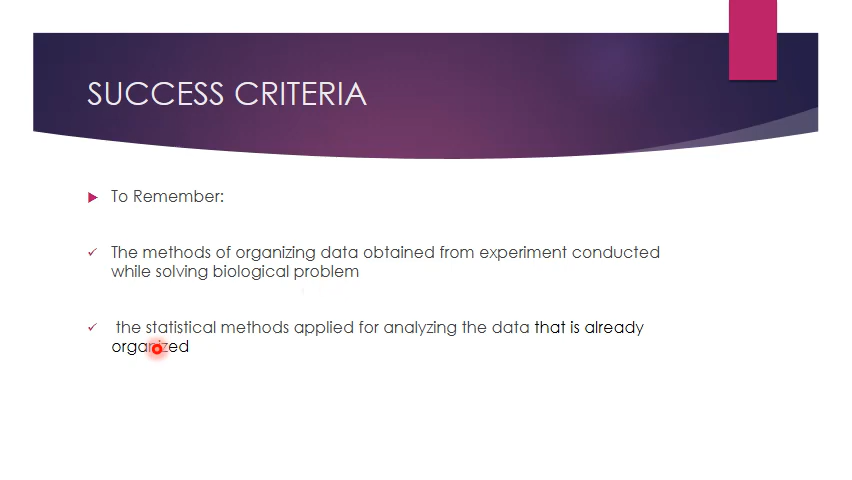 SUCCESS CRITERIA
To Remember:
The methods of organizing data obtained from experiment conducted
while solving biological problem
the statistical methods applied for analyzing the data that is already
organized